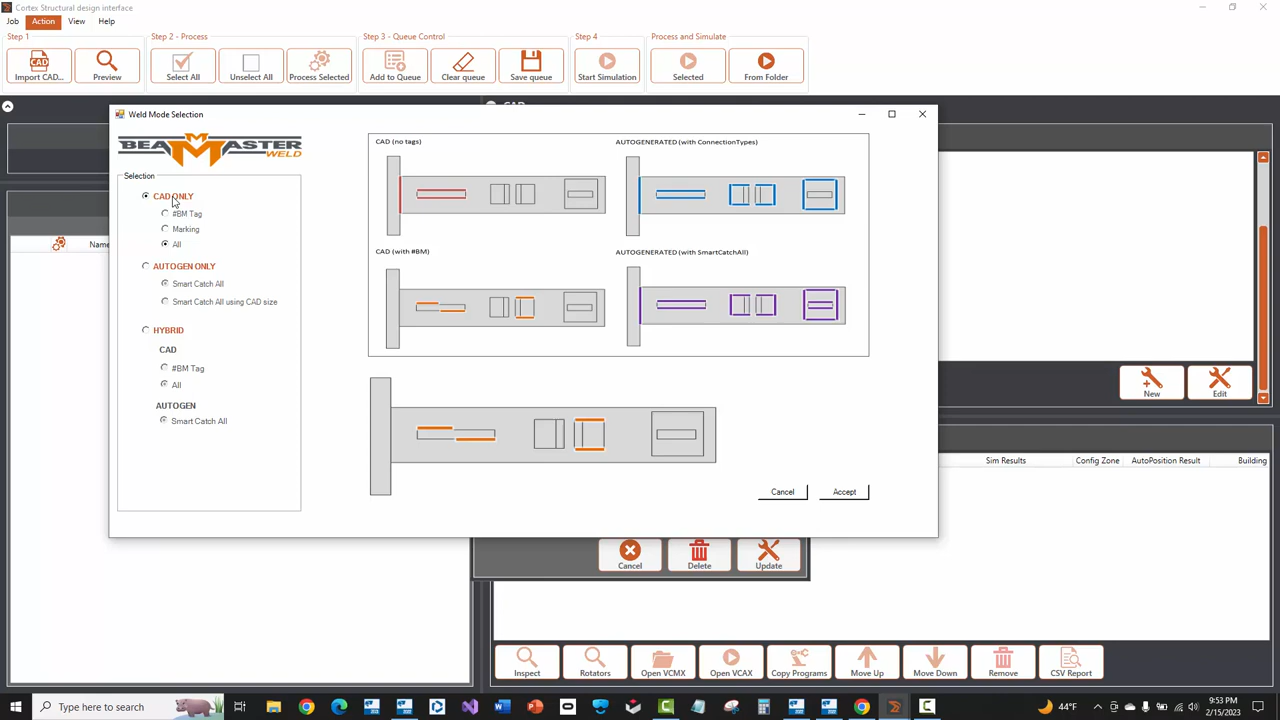 Cortex Structural design interface
Job Action View Help
Step 1 Step 2 - Process Step 3 - Queue Control Step 4 Process and Simulate
Import CAD... Preview Select All Unselect All Process Selected Add to Queue Clear queue Save queue Start Simulation Selected From Folder
Weld Mode Selection
BEAMASTER
WELD
Selection
CAD ONLY
#BM Tag
Marking
All
AUTOGEN ONLY
Smart Catch All
Smart Catch All using CAD size
HYBRID
CAD
#BM Tag
All
AUTOGEN
Smart Catch All
CAD (no tags)
AUTOGENERATED (with ConnectionTypes)
CAD (with #BM)
AUTOGENERATED (with SmartCatchAll)
Cancel Accept
Name
New Edit
Sim Results Config Zone AutoPosition Result Building
Cancel Delete Update
Inspect Rotators Open VCMX Open VCAX Copy Programs Move Up Move Down Remove CSV Report
Type here to search
44°F
9:53 PM
2/15/2023